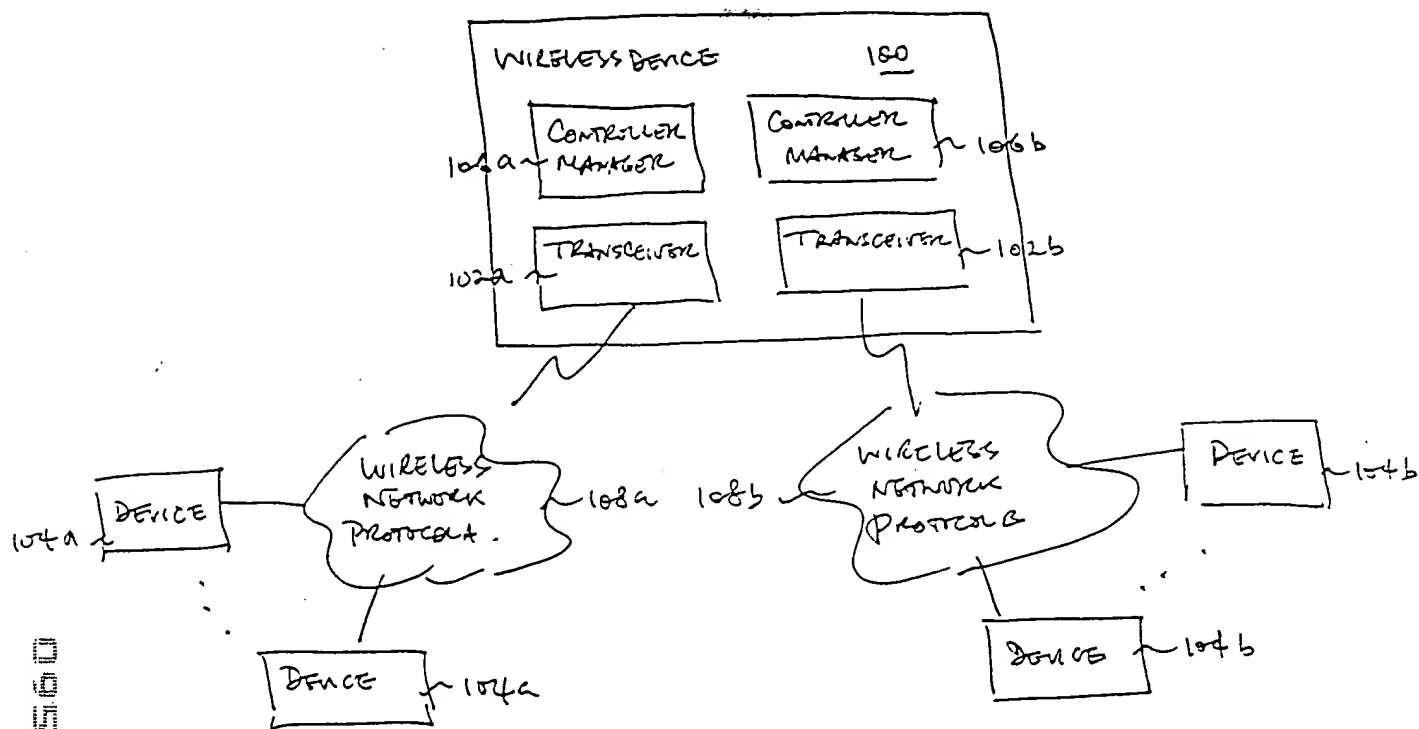 WIRELESS DEVICE 100
CONTROLLER
MANAGER
106a
CONTROLLER
MANAGER
106b
TRANSCEIVER
102a
TRANSCEIVER
102b
WIRELESS
NETWORK
PROTOCOL A.
108a
WIRELESS
NETWORK
PROTOCOL B
108b
DEVICE
104a
DEVICE
104b
DEVICE
104a
DEVICE
104b